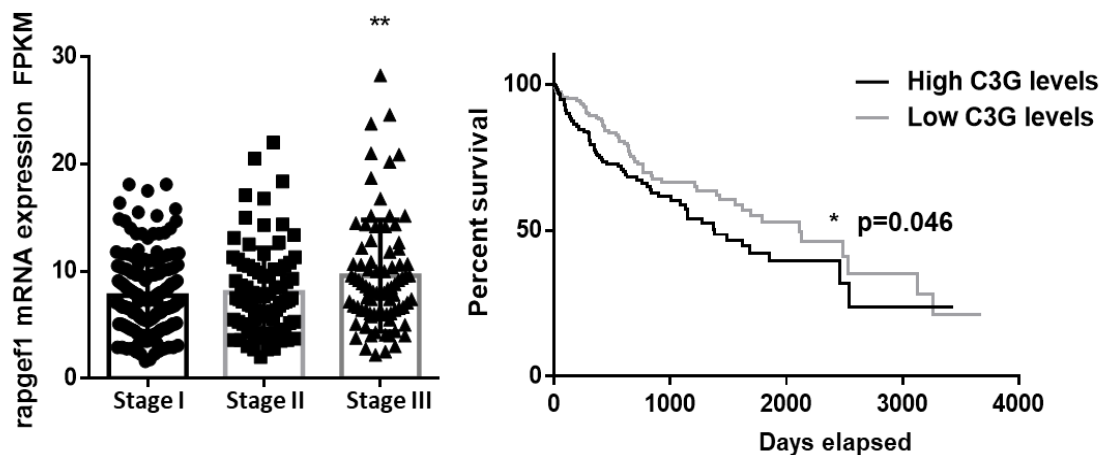 rapgef1 mRNA expression FPKM
**
30
20
10
0
Stage I
Stage II
Stage III
Percent survival
100
50
0
High C3G levels
Low C3G levels
* p=0.046
0
1000
2000
3000
4000
Days elapsed